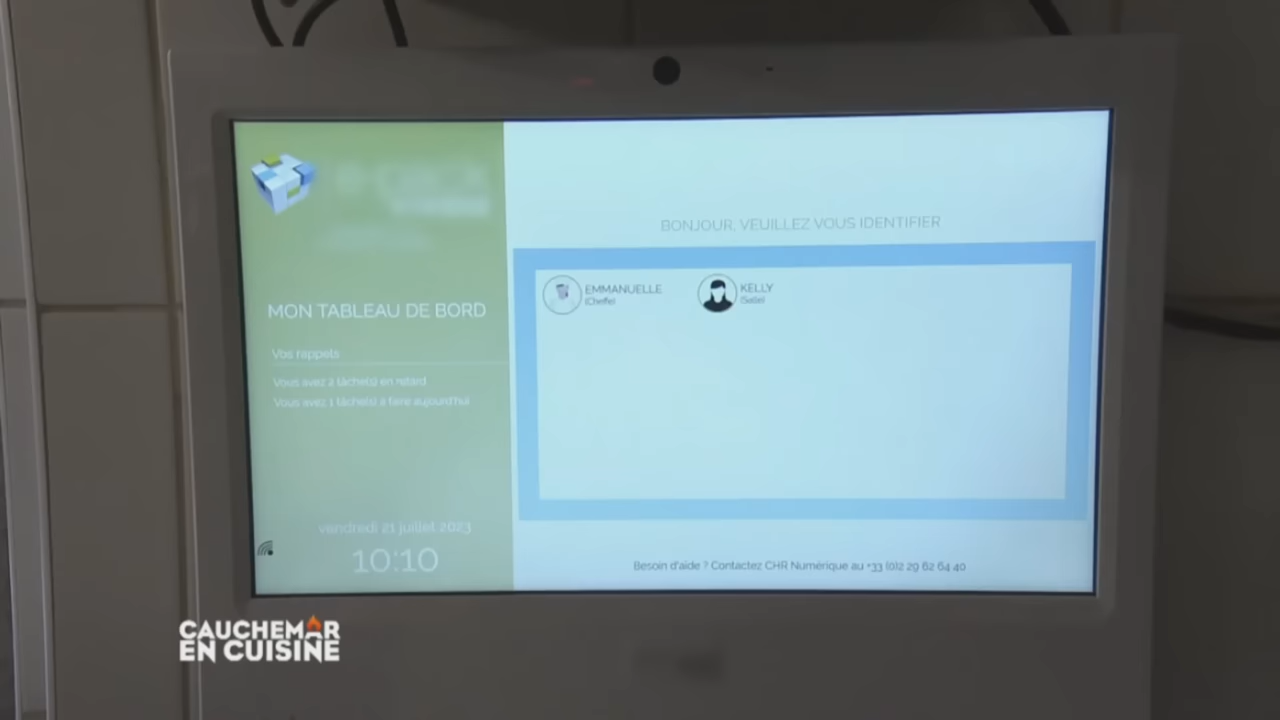 MON TABLEAU DE BORD
Vos rappels
Vous avez 2 tâche(s) en retard
Vous avez 1 tâche(s) à faire aujourd'hui
vendredi 21 juillet 2023
10:10
BONJOUR, VEUILLEZ VOUS IDENTIFIER
EMMANUELLE
(Cheffe)
KELLY
(Salle)
Besoin d'aide ? Contactez CHR Numérique au +33 (0)2 29 62 64 40
CAUCHEMAR
EN CUISINE